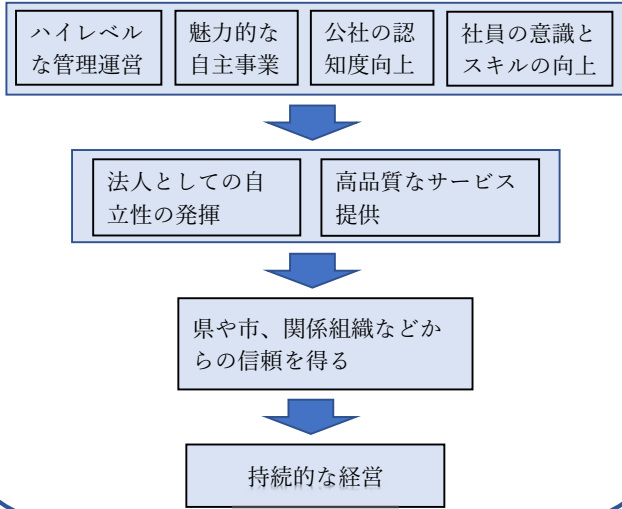 ハイレベル
な管理運営
魅力的な
自主事業
公社の認
知度向上
社員の意識と
スキルの向上
法人としての自
立性の発揮
高品質なサービス
提供
県や市、関係組織などか
らの信頼を得る
持続的な経営